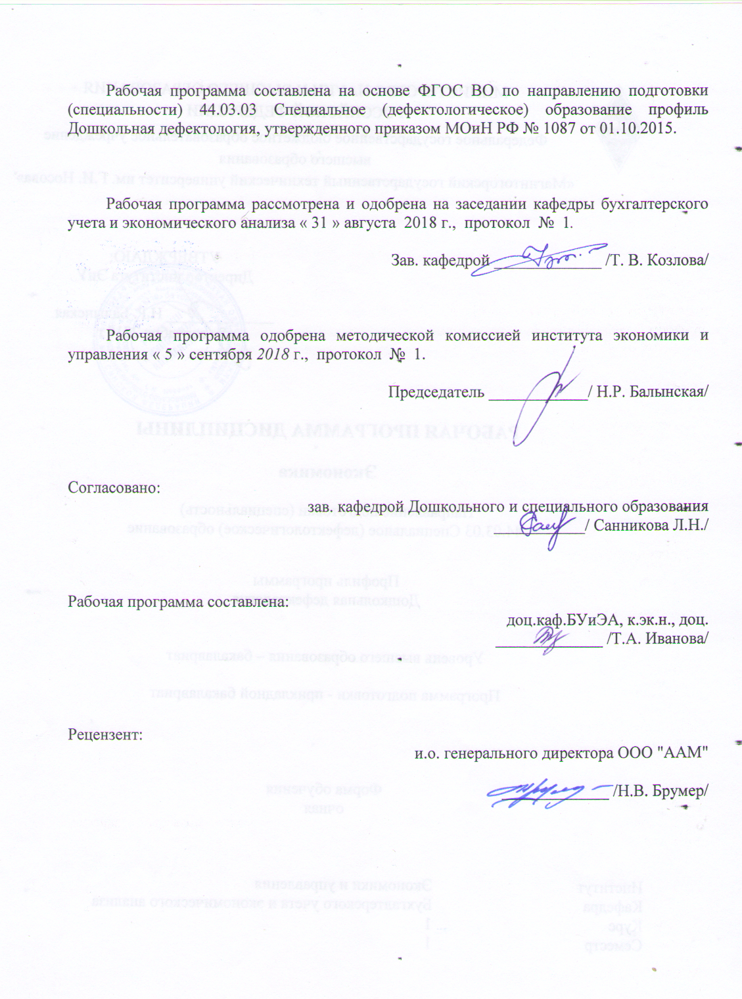 Рабочая программа составлена на основе ФГОС ВО по направлению подготовки
(специальности) 44.03.03 Специальное (дефектологическое) образование профиль
Дошкольная дефектология, утвержденного приказом МОиН РФ № 1087 от 01.10.2015.
Рабочая программа рассмотрена и одобрена на заседании кафедры бухгалтерского
учета и экономического анализа « 31 » августа 2018 г., протокол № 1.
Зав. кафедрой _____________ /Т. В. Козлова/
Рабочая программа одобрена методической комиссией института экономики и
управления « 5 » сентября 2018 г., протокол № 1.
Председатель ____________/ Н.Р. Балынская/
Согласовано:
зав. кафедрой Дошкольного и специального образования
___________/ Санникова Л.Н./
Рабочая программа составлена:
доц.каф.БУиЭА, к.эк.н., доц.
_____________ /Т.А. Иванова/
Рецензент:
и.о. генерального директора ООО "ААМ"
_____________ /Н.В. Брумер/